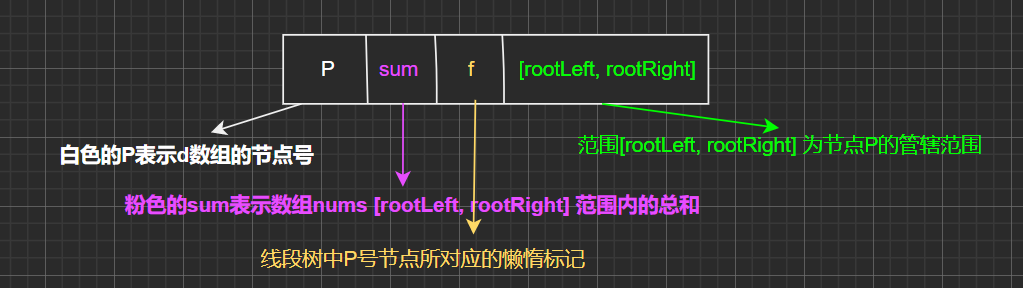 P sum f [rootLeft, rootRight]
白色的P表示d数组的节点号
范围[rootLeft, rootRight] 为节点P的管辖范围
粉色的sum表示数组nums [rootLeft, rootRight] 范围内的总和
线段树中P号节点所对应的懒惰标记